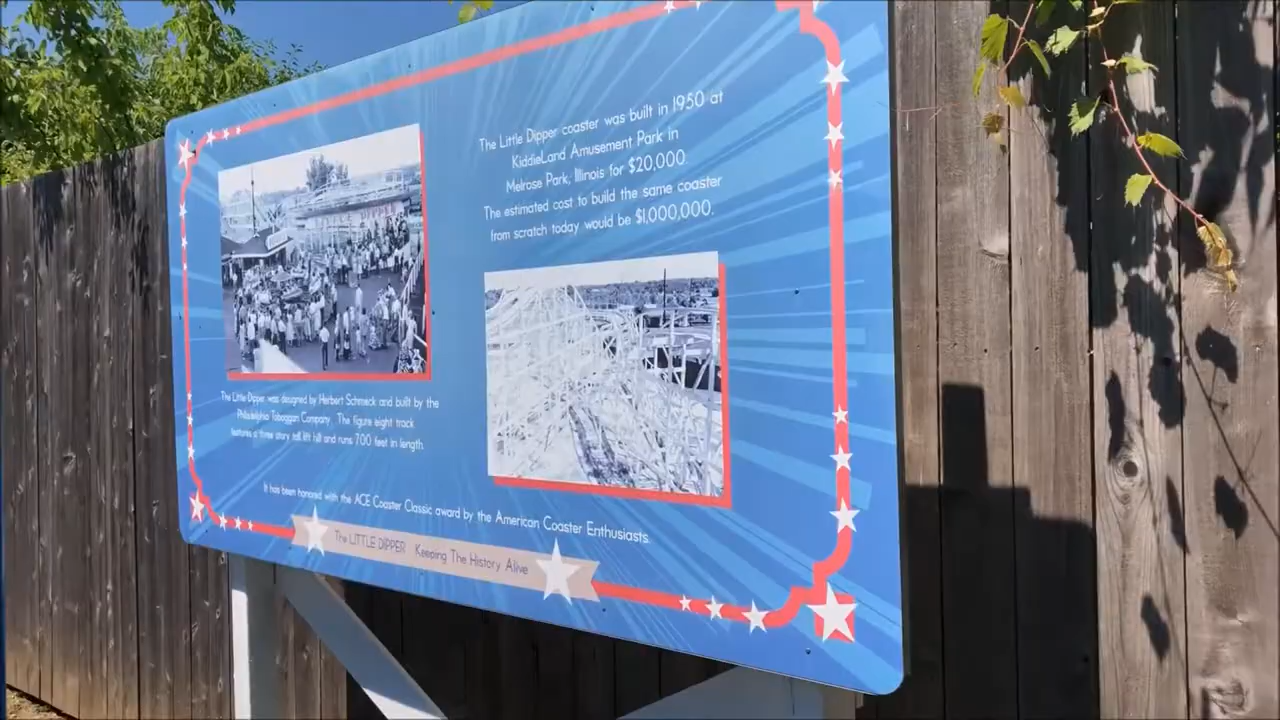 LITTLE DIPPER
The Little Dipper was designed by Herbert Schmeck and built by the
Philadelphia Toboggan Company. The figure eight track
features a three story tall lift hill and runs 700 feet in length.
The Little Dipper coaster was built in 1950 at
KiddieLand Amusement Park in
Melrose Park, Illinois for $20,000.
The estimated cost to build the same coaster
from scratch today would be $1,000,000.
It has been honored with the ACE Coaster Classic award by the American Coaster Enthusiasts.
The LITTLE DIPPER Keeping The History Alive